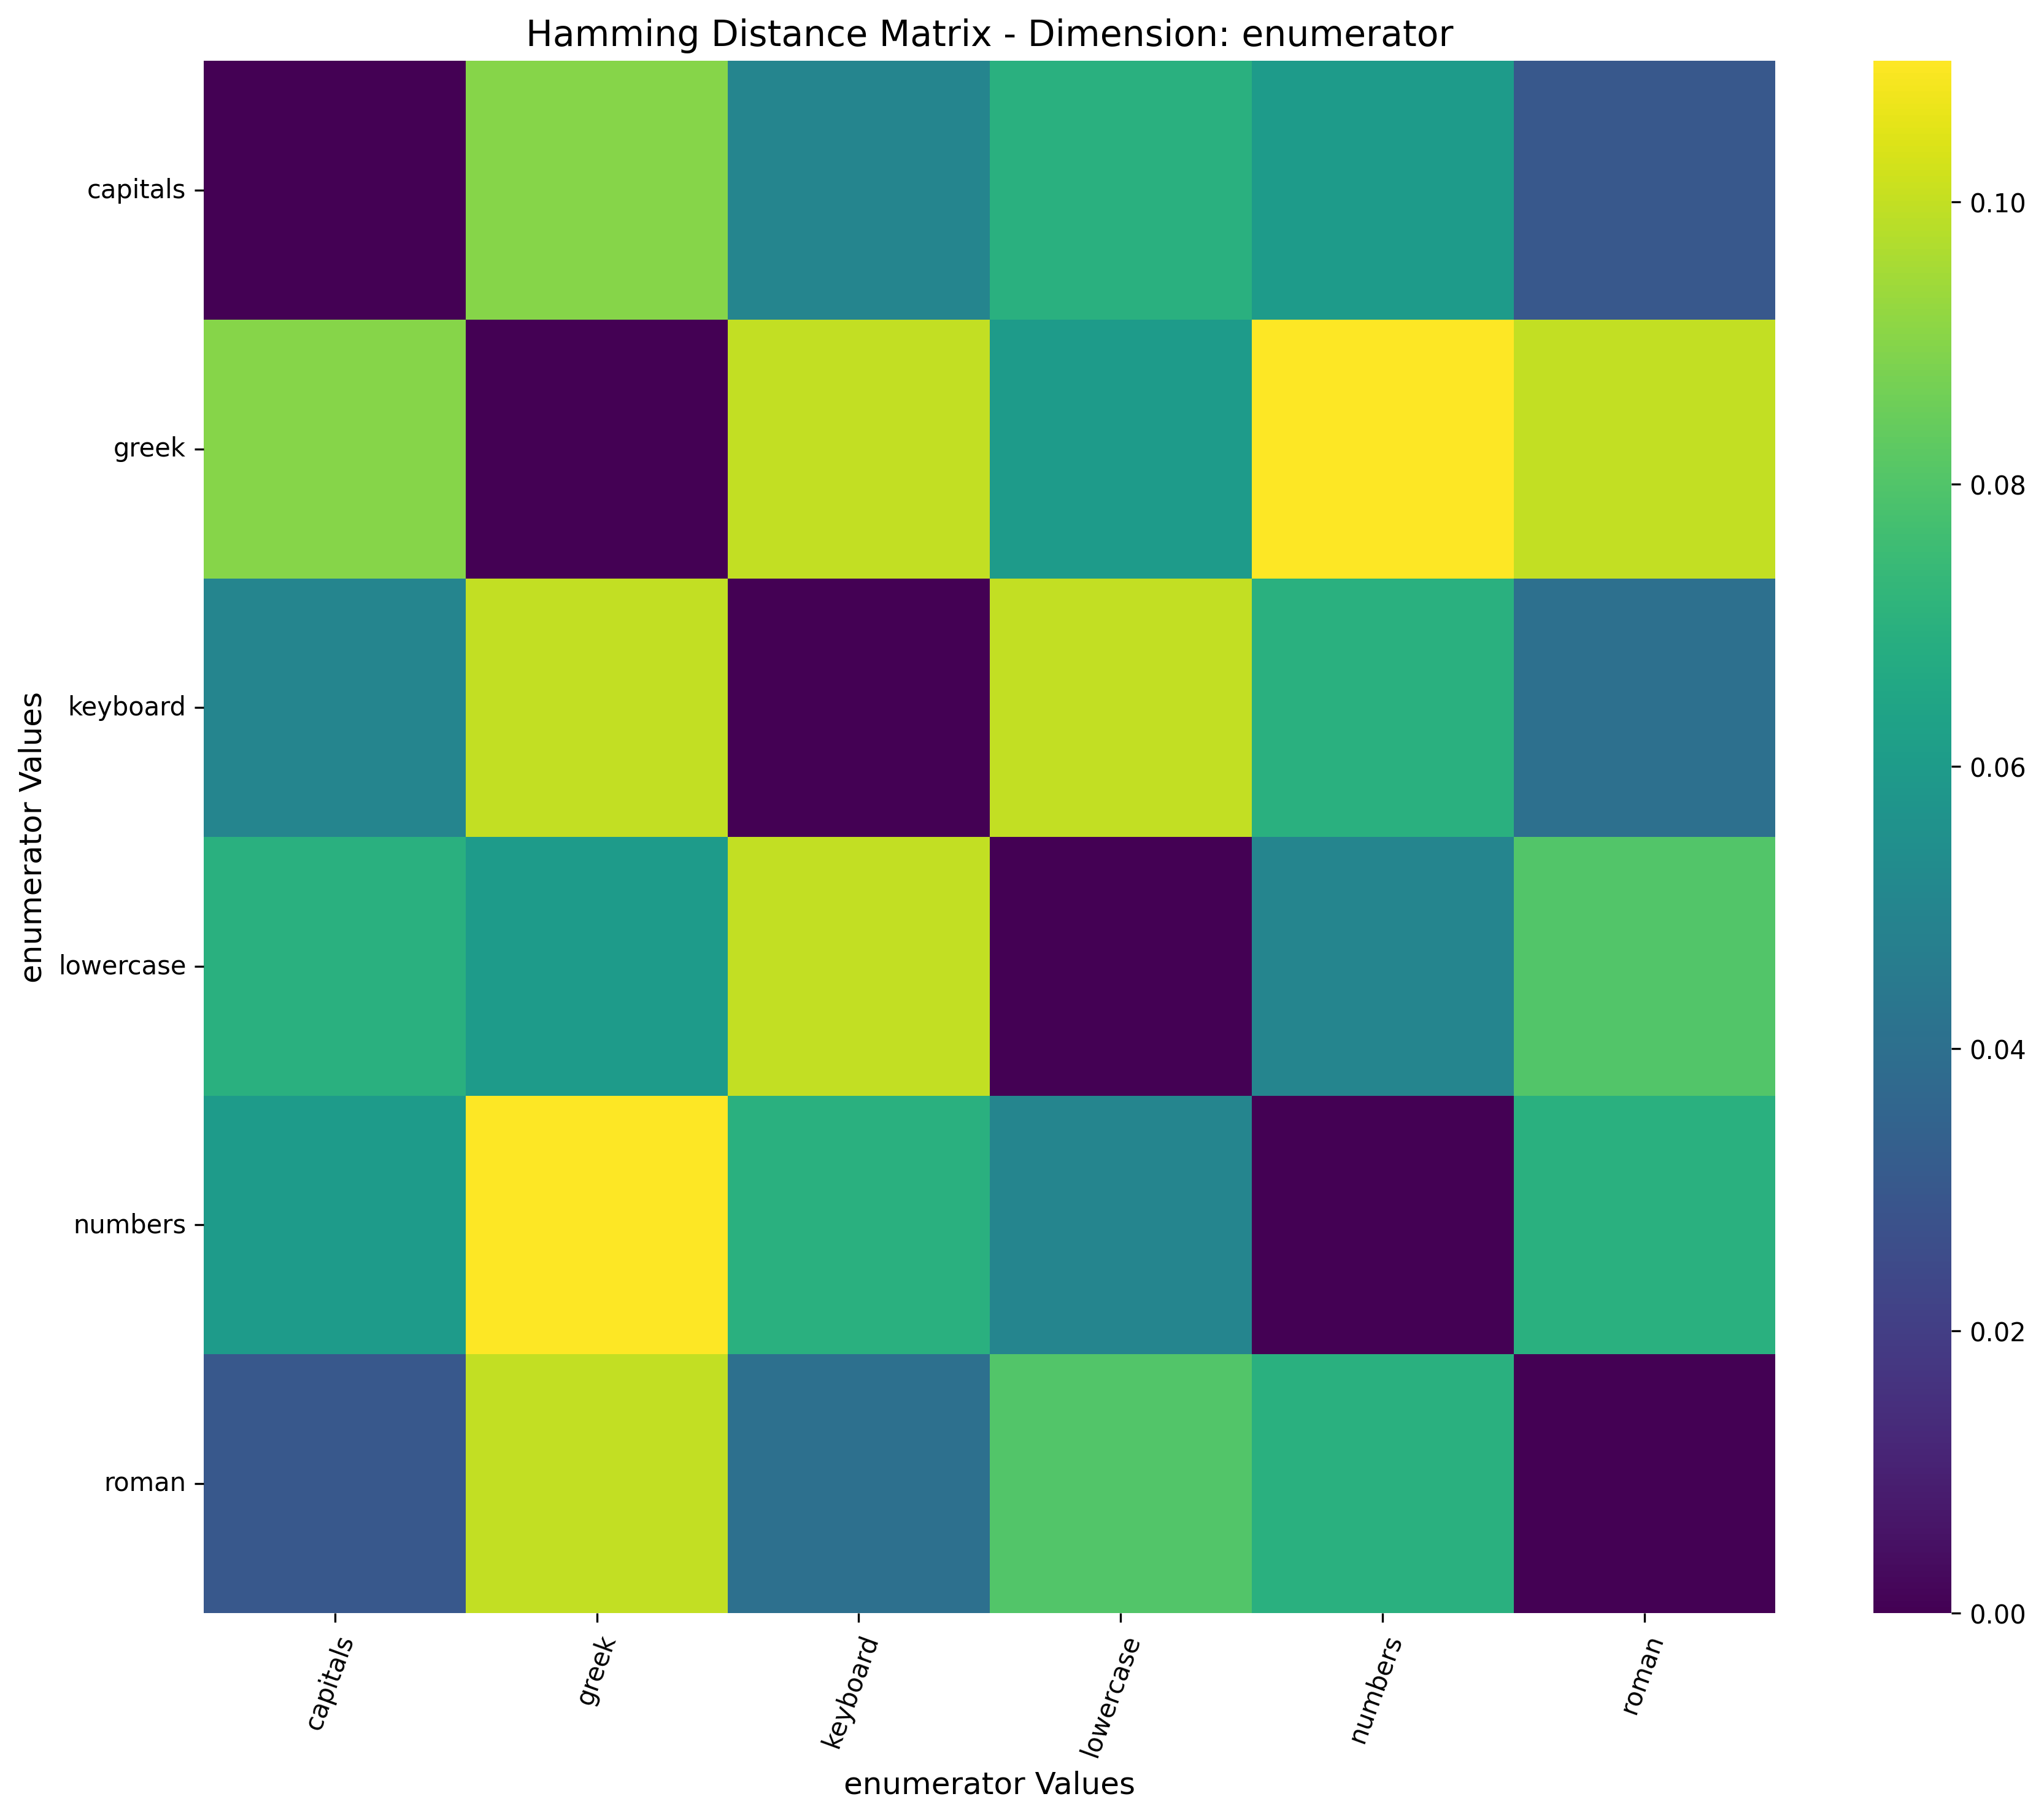 Hamming Distance Matrix - Dimension: enumerator
enumerator Values
capitals
greek
keyboard
lowercase
numbers
roman
capitals
greek
keyboard
lowercase
numbers
roman
enumerator Values
0.10
0.08
0.06
0.04
0.02
0.00